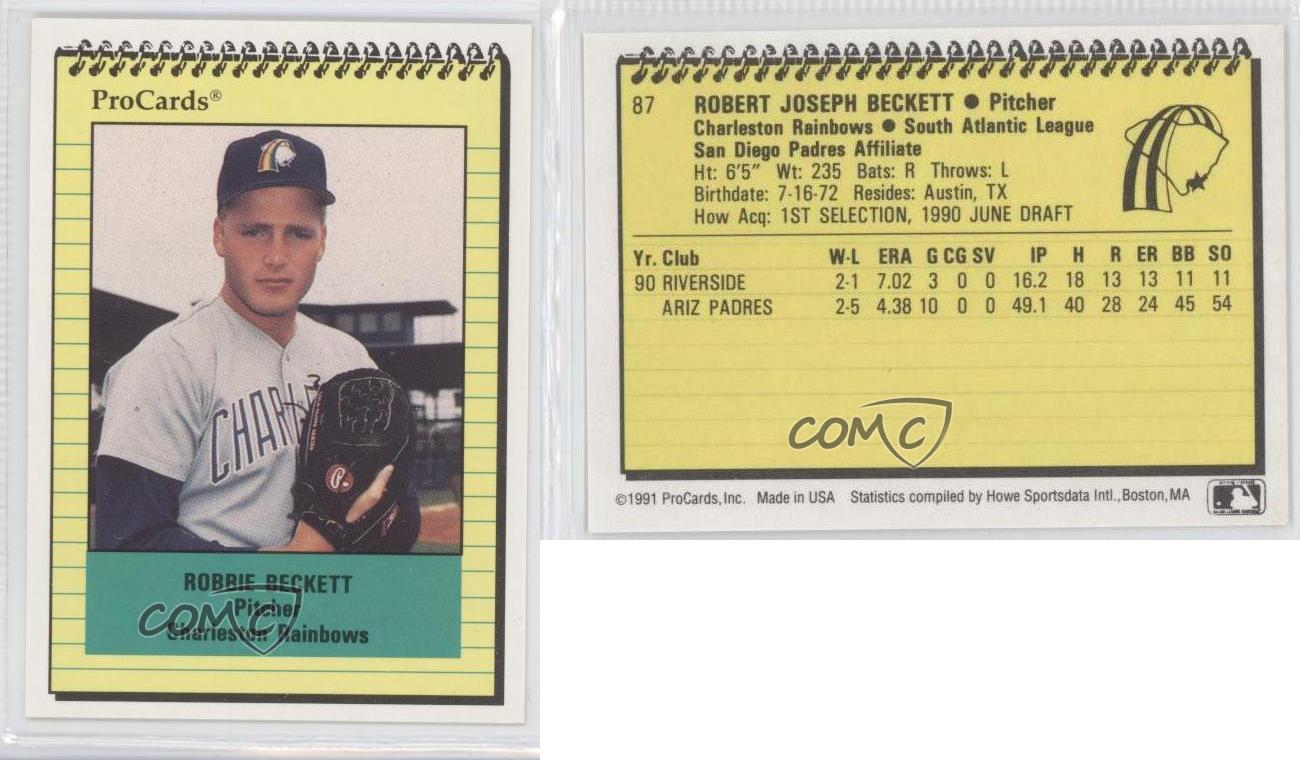 ProCards®
CHARLE
ROBBIE BECKETT
Pitcher
Charleston Rainbows
COMC
87
ROBERT JOSEPH BECKETT ● Pitcher
Charleston Rainbows ● South Atlantic League
San Diego Padres Affiliate
Ht: 6'5" Wt: 235 Bats: R Throws: L
Birthdate: 7-16-72 Resides: Austin, TX
How Acq: 1ST SELECTION, 1990 JUNE DRAFT
Yr. Club W-L ERA G CG SV IP H R ER BB SO
90 RIVERSIDE 2-1 7.02 3 0 0 16.2 18 13 13 11 11
ARIZ PADRES 2-5 4.38 10 0 0 49.1 40 28 24 45 54
COMC
©1991 ProCards, Inc. Made in USA Statistics compiled by Howe Sportsdata Intl., Boston, MA